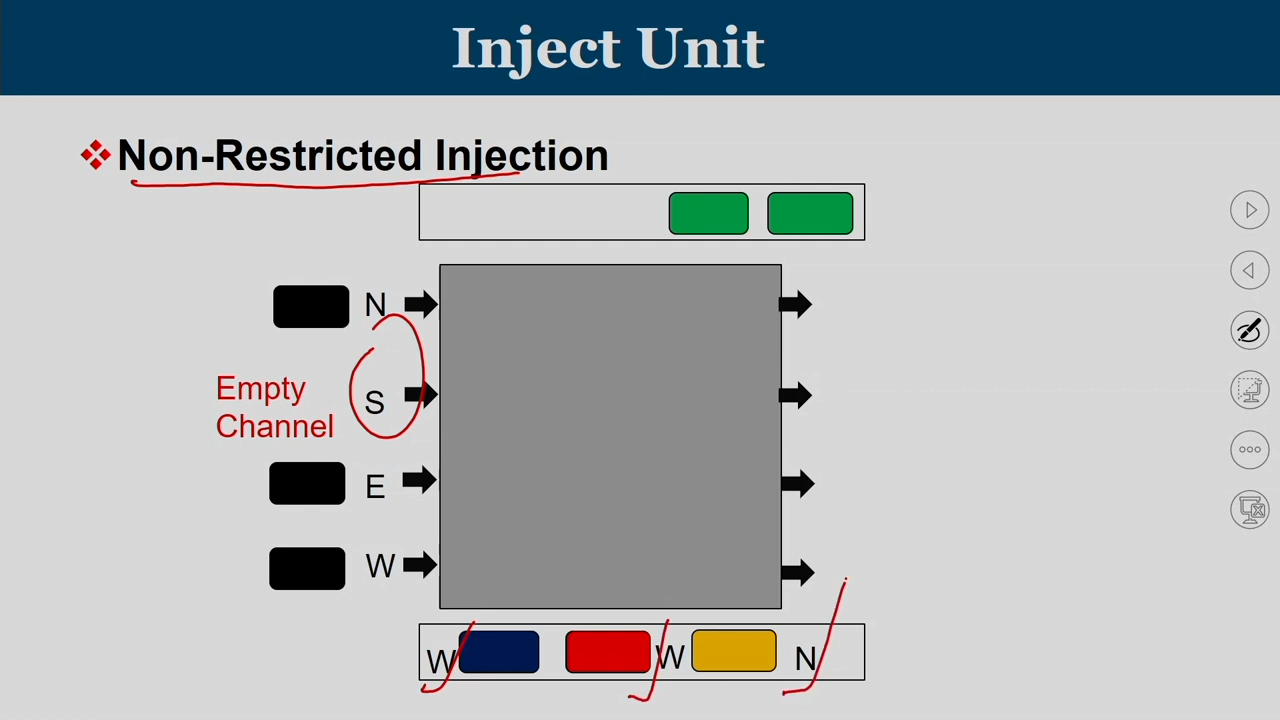 Inject Unit
Non-Restricted Injection
N
Empty
S
Channel
E
W
W W N